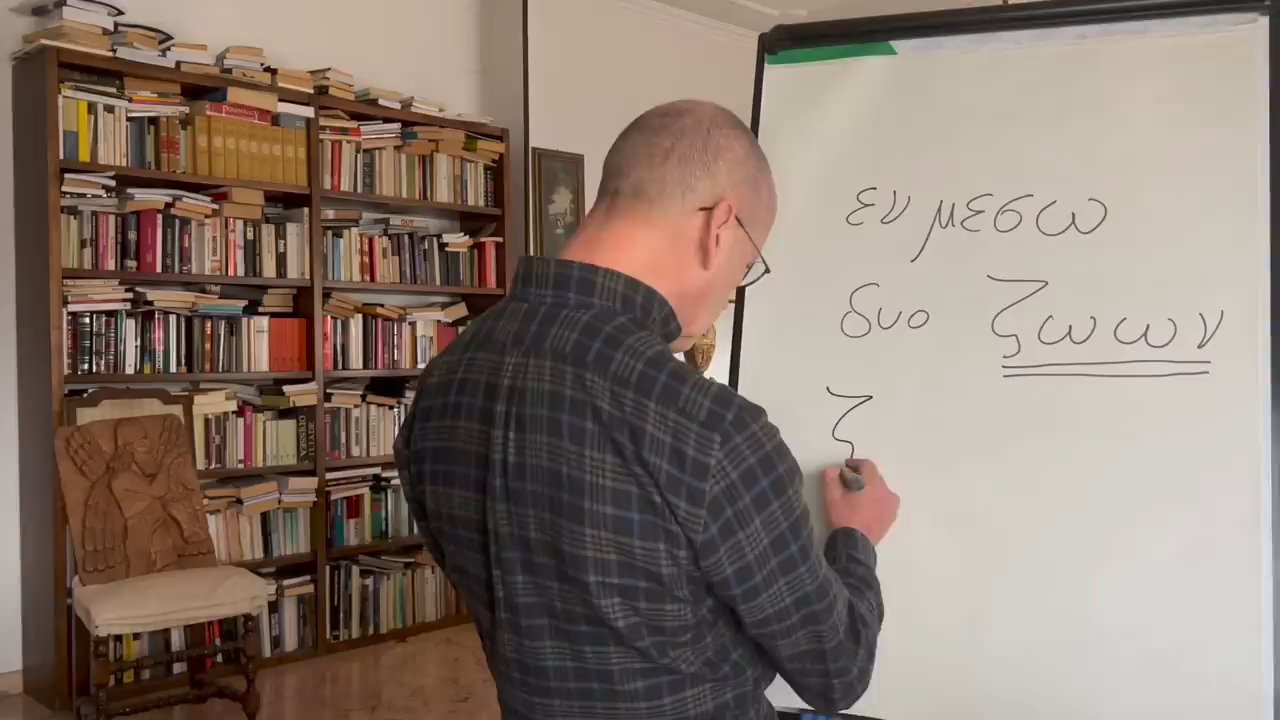 εν μεσω
δυο ζωων
ζ